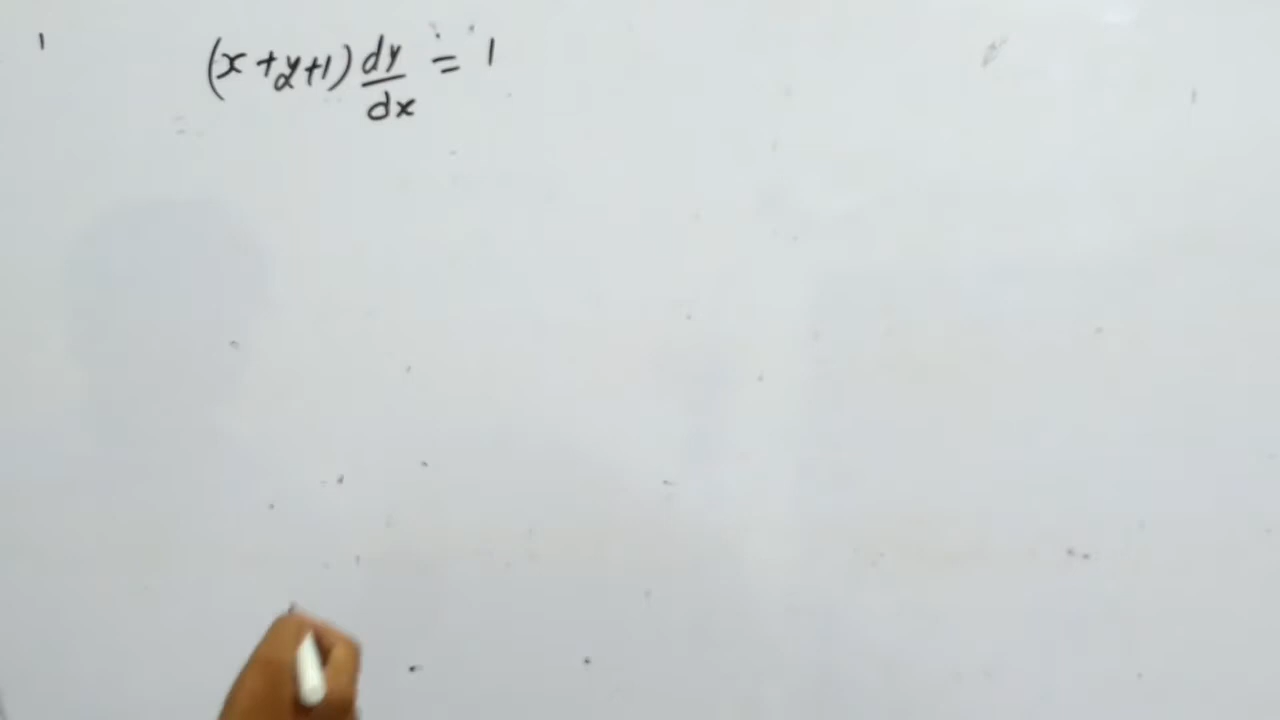 (x+y+1) dy/dx = 1